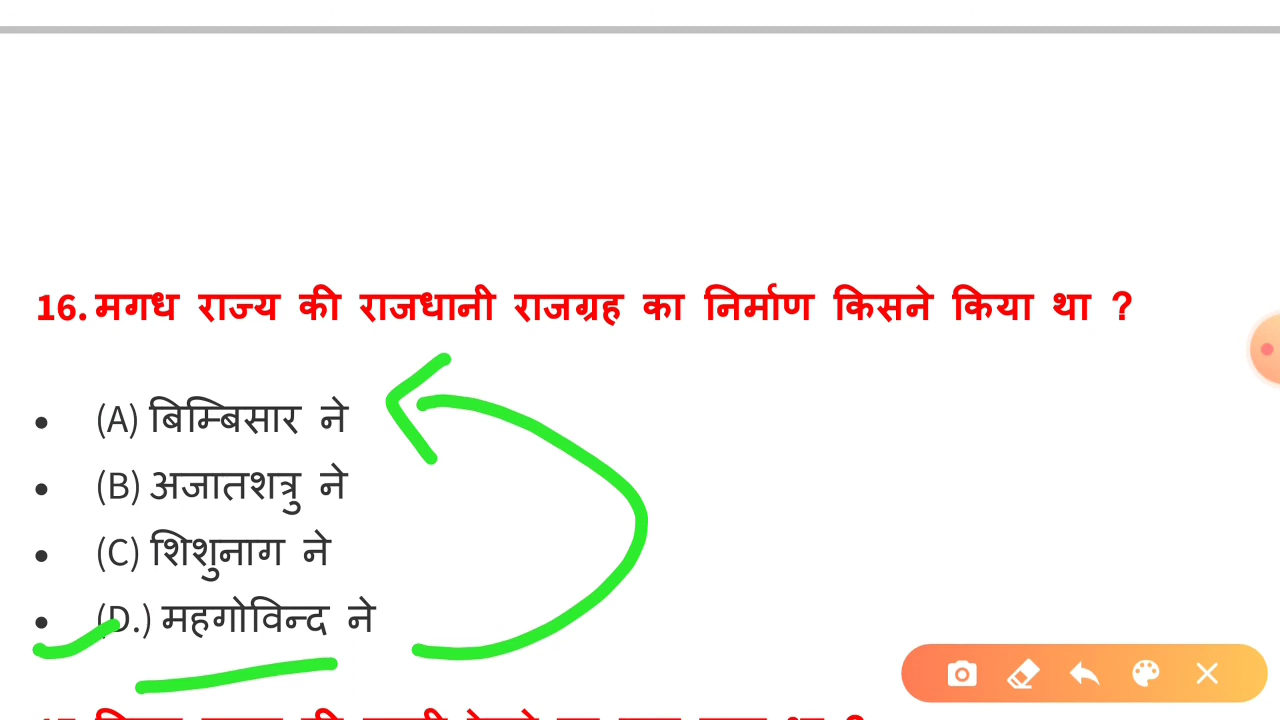 16. मगध राज्य की राजधानी राजग्रह का निर्माण किसने किया था ?
• (A) बिम्बिसार ने
• (B) अजातशत्रु ने
• (C) शिशुनाग ने
• (D.) महगोविन्द ने